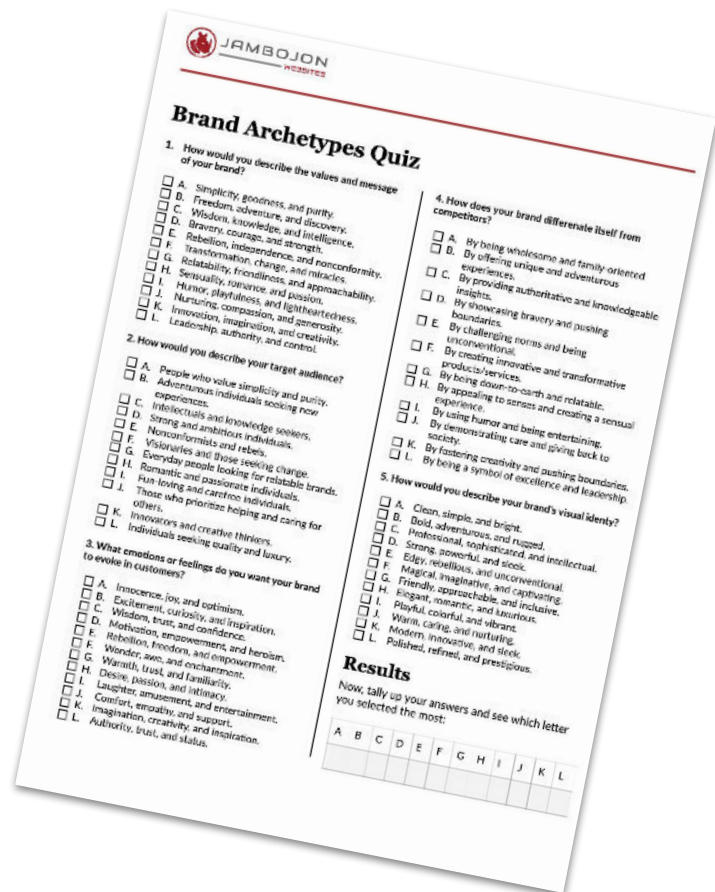 JAMBOJON
WEBSITES
Brand Archetypes Quiz
1. How would you describe the values and message
of your brand?
A. Simplicity, goodness, and purity.
B. Freedom, adventure, and discovery.
C. Wisdom, knowledge, and intelligence.
D. Bravery, courage, and strength.
E. Rebellion, independence, and nonconformity.
F. Transformation, change, and miracles.
G. Relatability, friendliness, and approachability.
H. Sensuality, romance, and passion.
I. Humor, playfulness, and lightheartedness.
J. Nurturing, compassion, and generosity.
K. Innovation, imagination, and creativity.
L. Leadership, authority, and control.
2. How would you describe your target audience?
A. People who value simplicity and purity.
B. Adventurous individuals seeking new
experiences.
C. Intellectuals and knowledge seekers.
D. Strong and ambitious individuals.
E. Nonconformists and rebels.
F. Visionaries and those seeking change.
G. Everyday people looking for relatable brands.
H. Romantic and passionate individuals.
I. Fun-loving and carefree individuals.
J. Those who prioritize helping and caring for
others.
K. Innovators and creative thinkers.
L. Individuals seeking quality and luxury.
3. What emotions or feelings do you want your brand
to evoke in customers?
A. Innocence, joy, and optimism.
B. Excitement, curiosity, and inspiration.
C. Wisdom, trust, and confidence.
D. Motivation, empowerment, and heroism.
E. Rebellion, freedom, and empowerment.
F. Wonder, awe, and enchantment.
G. Warmth, trust, and familiarity.
H. Desire, passion, and intimacy.
I. Laughter, amusement, and entertainment.
J. Comfort, empathy, and support.
K. Imagination, creativity, and inspiration.
L. Authority, trust, and status.
4. How does your brand differenate itself from
competitors?
A. By being wholesome and family-oriented
B. By offering unique and adventurous
experiences.
C. By providing authoritative and knowledgeable
insights.
D. By showcasing bravery and pushing
boundaries.
E. By challenging norms and being
unconventional.
F. By creating innovative and transformative
products/services.
G. By being down-to-earth and relatable.
H. By appealing to senses and creating a sensual
experience.
I. By using humor and being entertaining.
J. By demonstrating care and giving back to
society.
K. By fostering creativity and pushing boundaries.
L. By being a symbol of excellence and leadership.
5. How would you describe your brand's visual identy?
A. Clean, simple, and bright.
B. Bold, adventurous, and rugged.
C. Professional, sophisticated, and intellectual.
D. Strong, powerful, and sleek.
E. Edgy, rebellious, and unconventional.
F. Magical, imaginative, and captivating.
G. Friendly, approachable, and inclusive.
H. Elegant, romantic, and luxurious.
I. Playful, colorful, and vibrant.
J. Warm, caring, and nurturing.
K. Modern, innovative, and sleek.
L. Polished, refined, and prestigious.
Results
Now, tally up your answers and see which letter
you selected the most:
A B C D E F G H I J K L